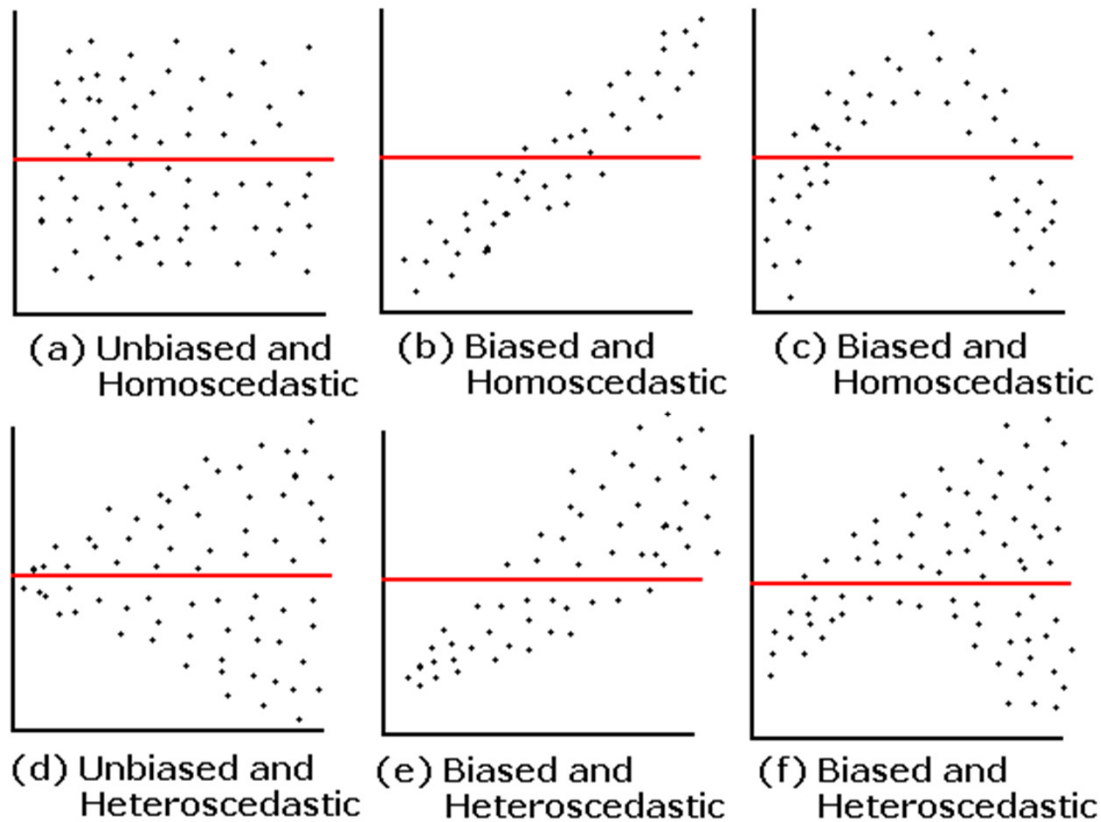 (a) Unbiased and
Homoscedastic
(b) Biased and
Homoscedastic
(c) Biased and
Homoscedastic
(d) Unbiased and
Heteroscedastic
(e) Biased and
Heteroscedastic
(f) Biased and
Heteroscedastic